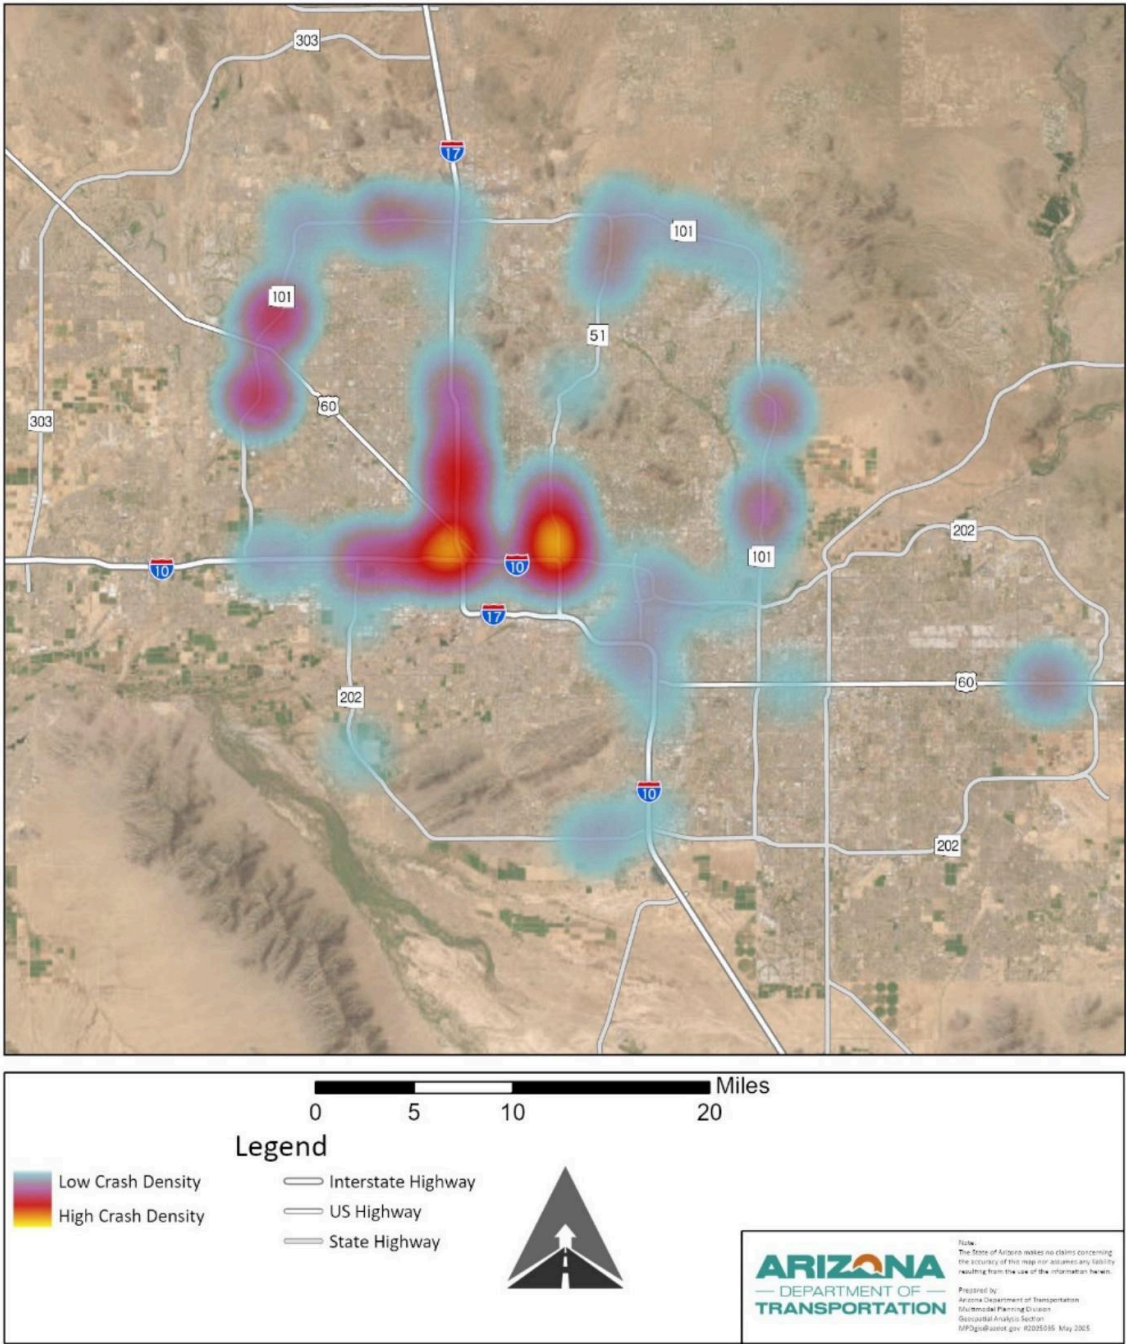 303
17
101
101
51
303
60
202
10
10
101
17
60
202
10
202
Miles
0 5 10 20
Legend
Low Crash Density
High Crash Density
Interstate Highway
US Highway
State Highway
ARIZONA
DEPARTMENT OF
TRANSPORTATION
Note:
The State of Arizona makes no claims concerning
the accuracy of this map nor assumes any liability
resulting from the use of the information herein.
Prepared by:
Arizona Department of Transportation
Multimodal Planning Division
Geospatial Analysis Section